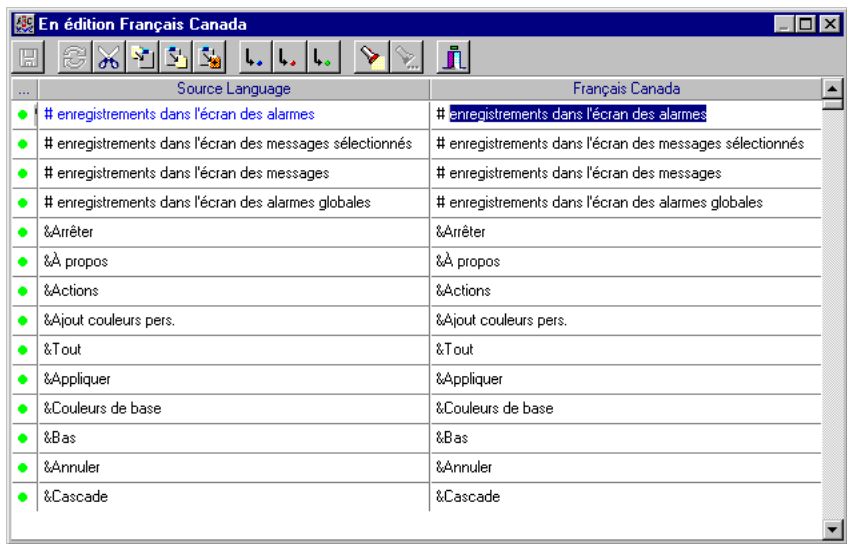 En édition Français Canada
... Source Language Français Canada
# enregistrements dans l'écran des alarmes # enregistrements dans l'écran des alarmes
# enregistrements dans l'écran des messages sélectionnés # enregistrements dans l'écran des messages sélectionnés
# enregistrements dans l'écran des messages # enregistrements dans l'écran des messages
# enregistrements dans l'écran des alarmes globales # enregistrements dans l'écran des alarmes globales
&Arrêter &Arrêter
&À propos &À propos
&Actions &Actions
&Ajout couleurs pers. &Ajout couleurs pers.
&Tout &Tout
&Appliquer &Appliquer
&Couleurs de base &Couleurs de base
&Bas &Bas
&Annuler &Annuler
&Cascade &Cascade